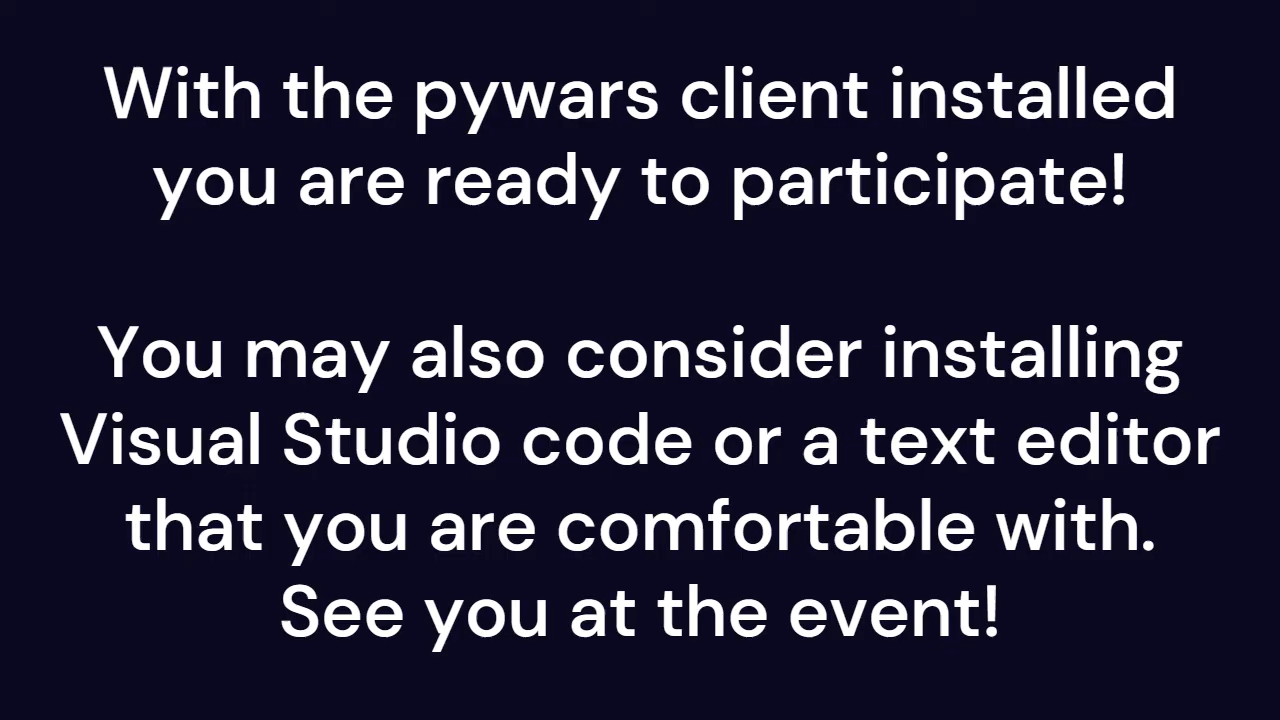 With the pywars client installed
you are ready to participate!
You may also consider installing
Visual Studio code or a text editor
that you are comfortable with.
See you at the event!